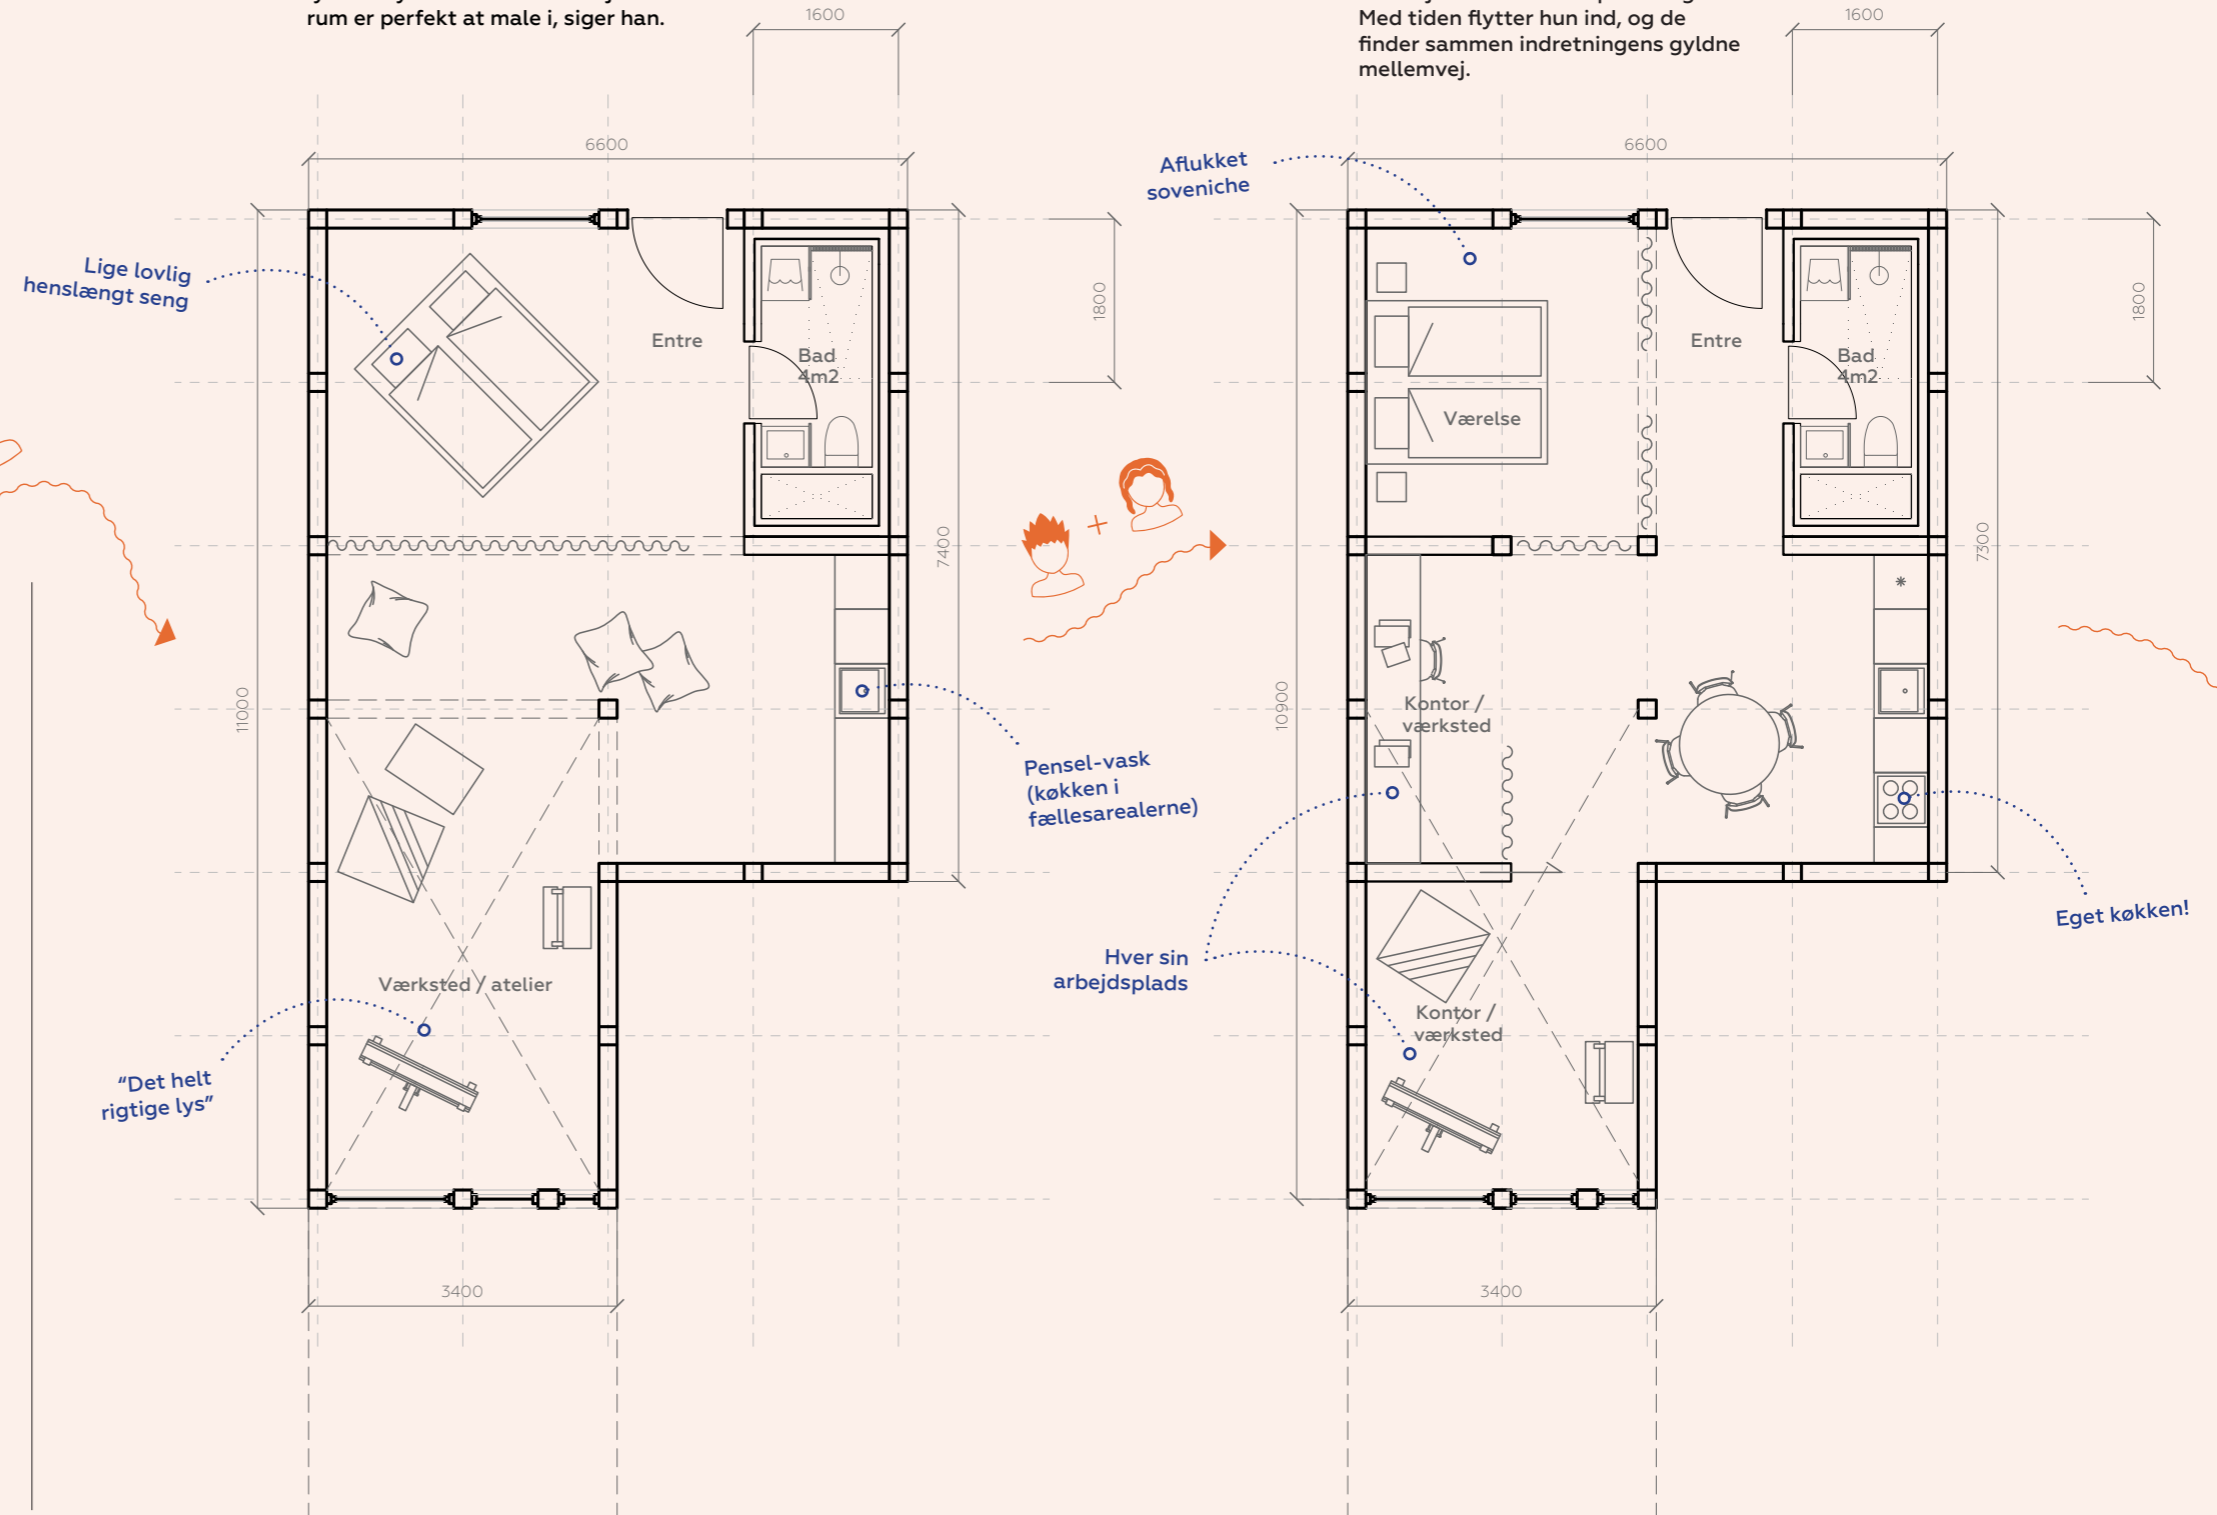 rum er perfekt at male i, siger han.
1600
6600
Lige lovlig
henslængt seng
Entre
Bad
4m2
1800
7400
11000
Pensel-vask
(køkken i
fællesarealerne)
Værksted / atelier
“Det helt
rigtige lys”
3400
Med tiden flytter hun ind, og de
finder sammen indretningens gyldne
mellemvej.
1600
6600
Aflukket
soveniche
Entre
Bad
4m2
1800
Værelse
7300
10900
Kontor /
værksted
Eget køkken!
Hver sin
arbejdsplads
Kontor /
værksted
3400